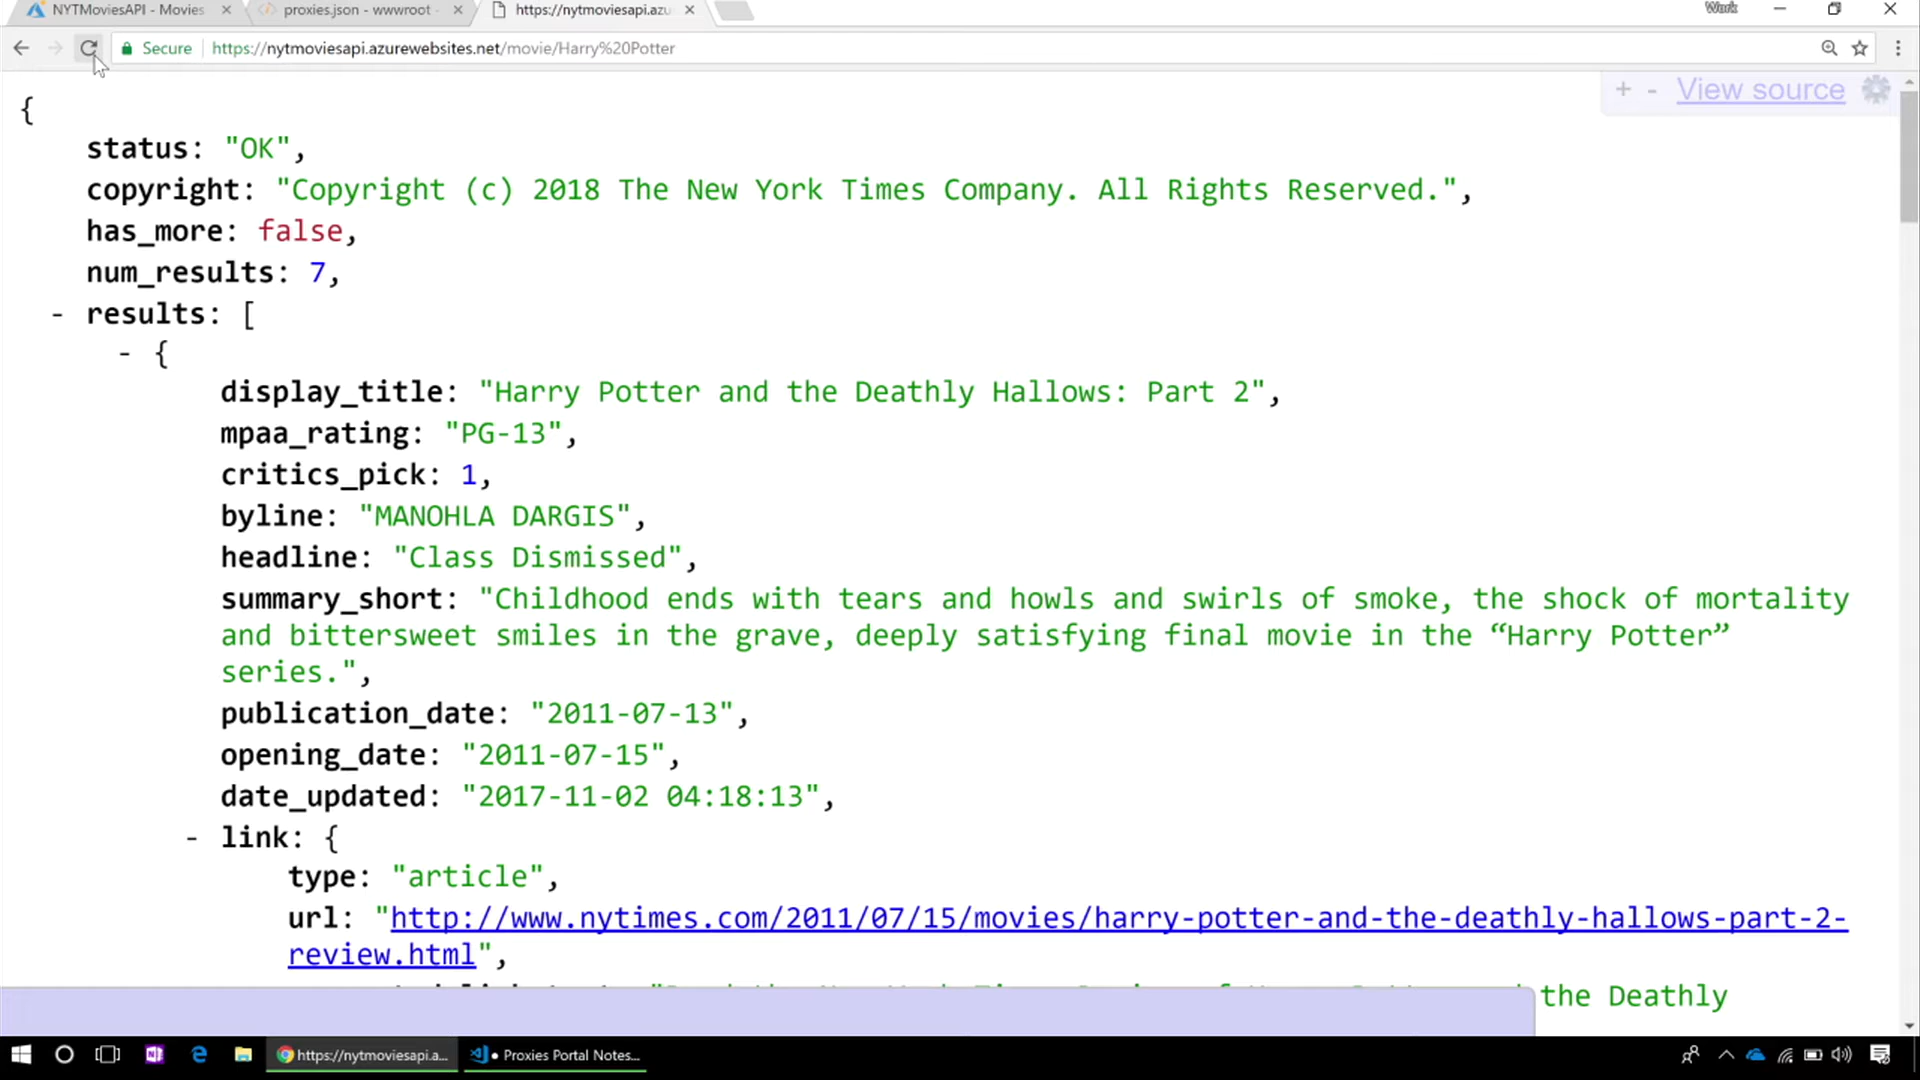 NYTMoviesAPI - Movies
proxies.json - wwwroot -
https://nytmoviesapi.azu
Work
Secure
https://nytmoviesapi.azurewebsites.net/movie/Harry%20Potter
+ - View source
{
status: "OK",
copyright: "Copyright (c) 2018 The New York Times Company. All Rights Reserved.",
has_more: false,
num_results: 7,
- results: [
- {
display_title: "Harry Potter and the Deathly Hallows: Part 2",
mpaa_rating: "PG-13",
critics_pick: 1,
byline: "MANOHLA DARGIS",
headline: "Class Dismissed",
summary_short: "Childhood ends with tears and howls and swirls of smoke, the shock of mortality
and bittersweet smiles in the grave, deeply satisfying final movie in the “Harry Potter”
series.",
publication_date: "2011-07-13",
opening_date: "2011-07-15",
date_updated: "2017-11-02 04:18:13",
- link: {
type: "article",
url: "http://www.nytimes.com/2011/07/15/movies/harry-potter-and-the-deathly-hallows-part-2-
review.html",
the Deathly
https://nytmoviesapi.a...
● Proxies Portal Notes...